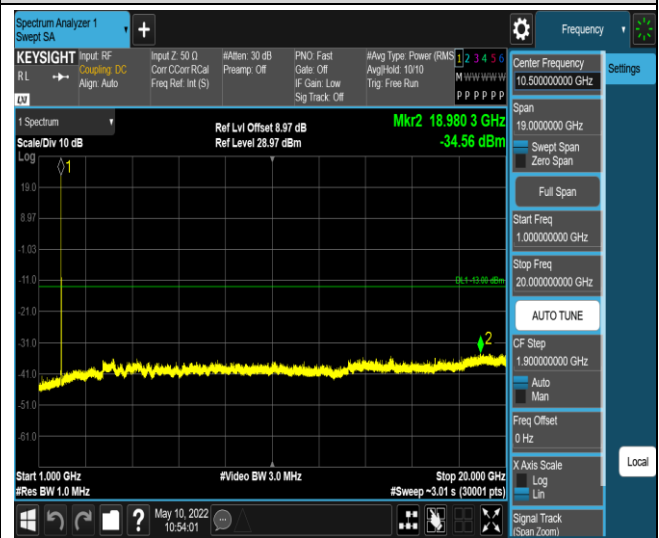 Spectrum Analyzer 1
Swept SA
+
Frequency
KEYSIGHT
RL
LXI
Input: RF
Coupling: DC
Align: Auto
Input Z: 50 Ω
Corr CCorr RCal
Freq Ref: Int (S)
#Atten: 30 dB
Preamp: Off
PNO: Fast
Gate: Off
IF Gain: Low
Sig Track: Off
#Avg Type: Power (RMS
Avg|Hold: 10/10
Trig: Free Run
1 2 3 4 5 6
M W W W W W
P P P P P P
1 Spectrum
Scale/Div 10 dB
Ref Lvl Offset 8.97 dB
Ref Level 28.97 dBm
Mkr2 18.980 3 GHz
-34.56 dBm
Log
1
19.0
8.97
-1.03
-11.0
DL1 -13.00 dBm
-21.0
-31.0
2
-41.0
-51.0
-61.0
Start 1.000 GHz
#Res BW 1.0 MHz
#Video BW 3.0 MHz
Stop 20.000 GHz
#Sweep ~3.01 s (30001 pts)
?
May 10, 2022
10:54:01
Center Frequency
10.500000000 GHz
Span
19.0000000 GHz
Swept Span
Zero Span
Full Span
Start Freq
1.000000000 GHz
Stop Freq
20.000000000 GHz
AUTO TUNE
CF Step
1.900000000 GHz
Auto
Man
Freq Offset
0 Hz
X Axis Scale
Log
Lin
Signal Track
(Span Zoom)
Settings
Local